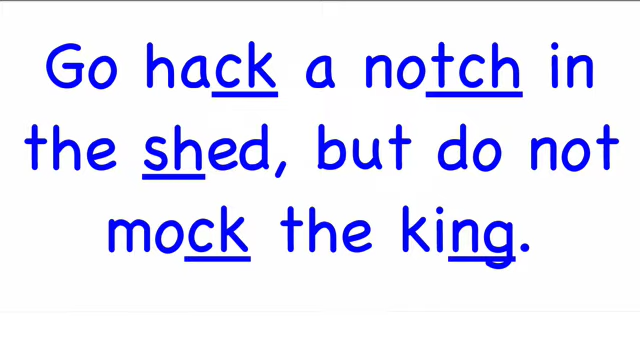 Go hack a notch in
the shed, but do not
mock the king.